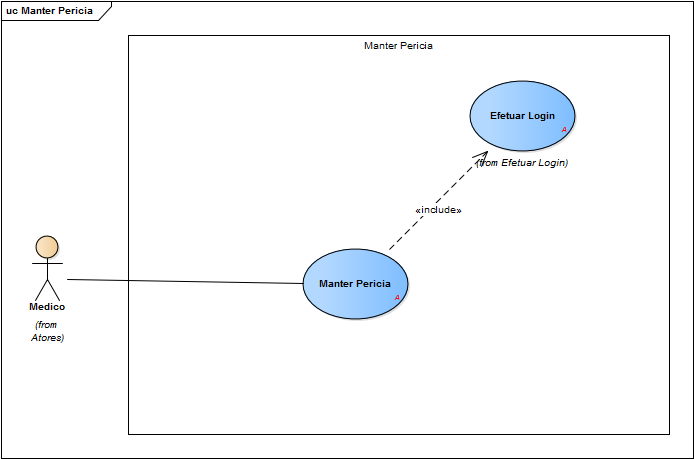 uc Manter Pericia
Manter Pericia
Efetuar Login
A
(from Efetuar Login)
«include»
Manter Pericia
A
Medico
(from
Atores)